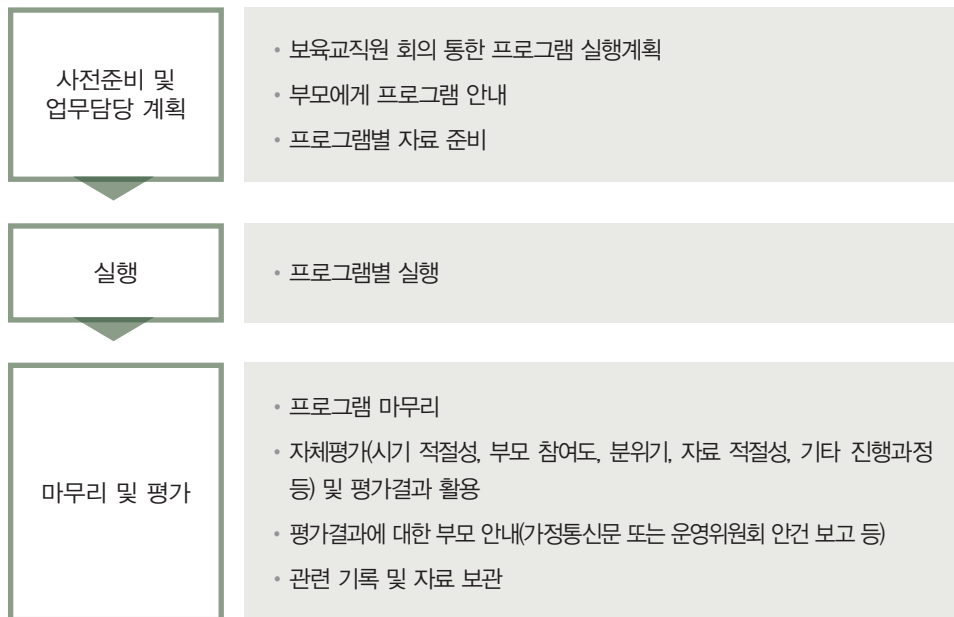 사전준비 및
업무담당 계획
• 보육교직원 회의 통한 프로그램 실행계획
• 부모에게 프로그램 안내
• 프로그램별 자료 준비
실행
• 프로그램별 실행
마무리 및 평가
• 프로그램 마무리
• 자체평가(시기 적절성, 부모 참여도, 분위기, 자료 적절성, 기타 진행과정
등) 및 평가결과 활용
• 평가결과에 대한 부모 안내(가정통신문 또는 운영위원회 안건 보고 등)
• 관련 기록 및 자료 보관